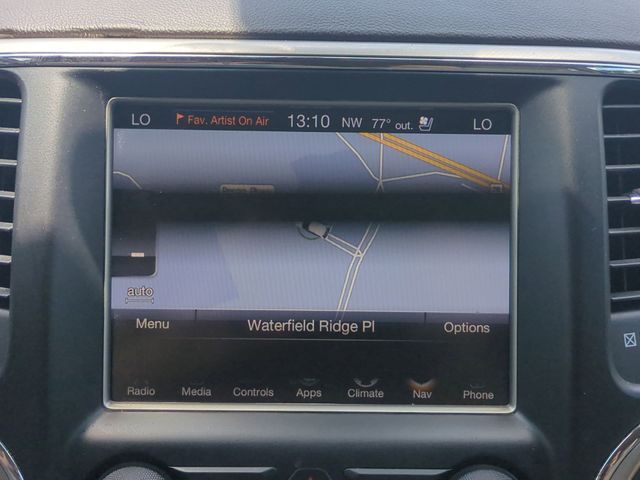 LO Fav. Artist On Air 13:10 NW 77° out. LO
auto
Menu Waterfield Ridge Pl Options
Radio Media Controls Apps Climate Nav Phone